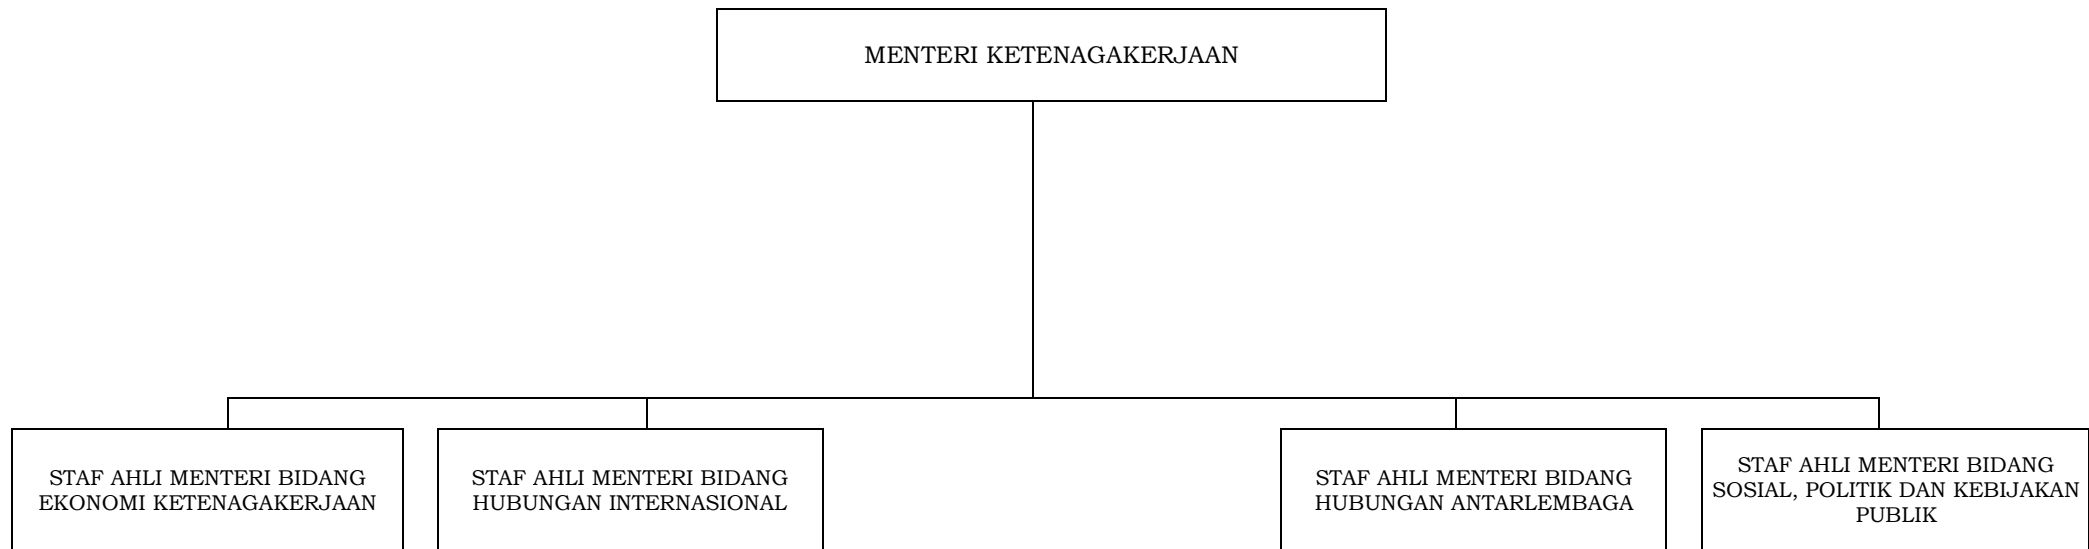 MENTERI KETENAGAKERJAAN
STAF AHLI MENTERI BIDANG
EKONOMI KETENAGAKERJAAN
STAF AHLI MENTERI BIDANG
HUBUNGAN INTERNASIONAL
STAF AHLI MENTERI BIDANG
HUBUNGAN ANTARLEMBAGA
STAF AHLI MENTERI BIDANG
SOSIAL, POLITIK DAN KEBIJAKAN
PUBLIK